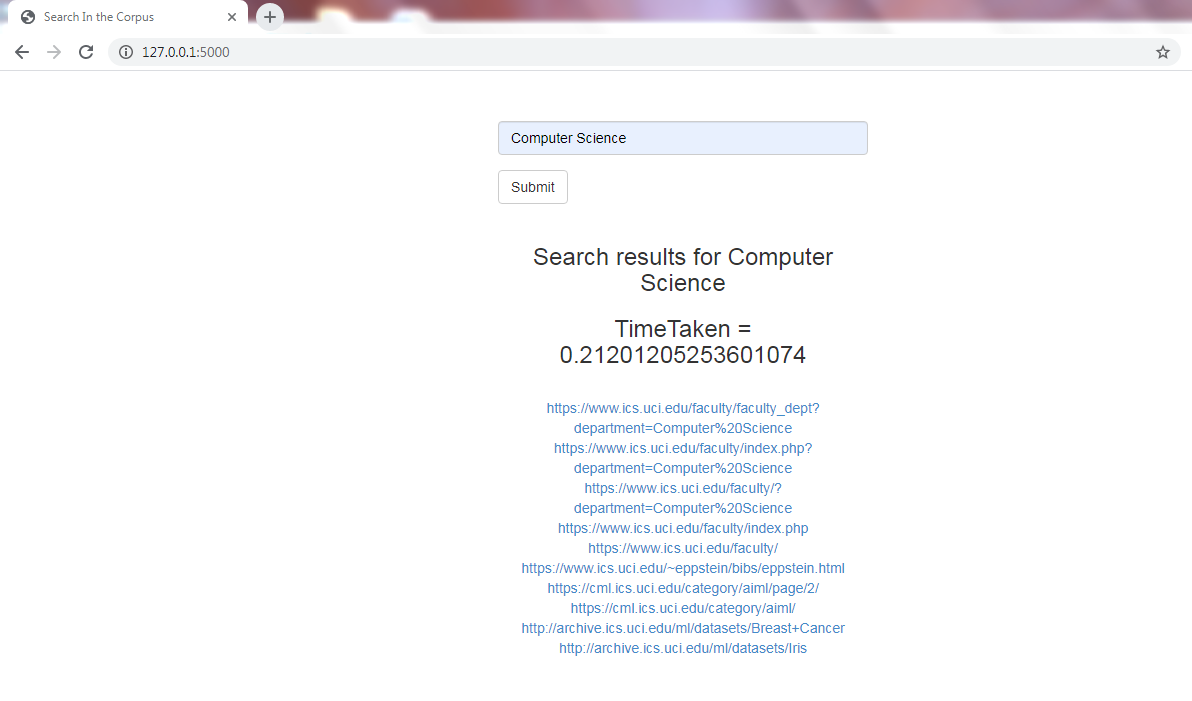 Search In the Corpus
127.0.0.1:5000
Computer Science
Submit
Search results for Computer
Science
TimeTaken =
0.21201205253601074
https://www.ics.uci.edu/faculty/faculty_dept?
department=Computer%20Science
https://www.ics.uci.edu/faculty/index.php?
department=Computer%20Science
https://www.ics.uci.edu/faculty/?
department=Computer%20Science
https://www.ics.uci.edu/faculty/index.php
https://www.ics.uci.edu/faculty/
https://www.ics.uci.edu/~eppstein/bibs/eppstein.html
https://cml.ics.uci.edu/category/aiml/page/2/
https://cml.ics.uci.edu/category/aiml/
http://archive.ics.uci.edu/ml/datasets/Breast+Cancer
http://archive.ics.uci.edu/ml/datasets/Iris